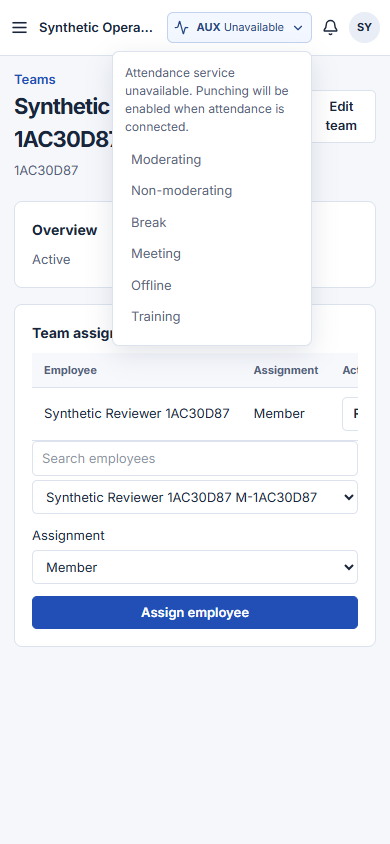 Synthetic Opera...
AUX Unavailable
SY
Attendance service
unavailable. Punching will be
enabled when attendance is
connected.
Moderating
Non-moderating
Break
Meeting
Offline
Training
Teams
Synthetic
1AC30D87
1AC30D87
Edit
team
Overview
Active
Team assig
Employee
Assignment
Synthetic Reviewer 1AC30D87
Member
Search employees
Synthetic Reviewer 1AC30D87 M-1AC30D87
Assignment
Member
Assign employee